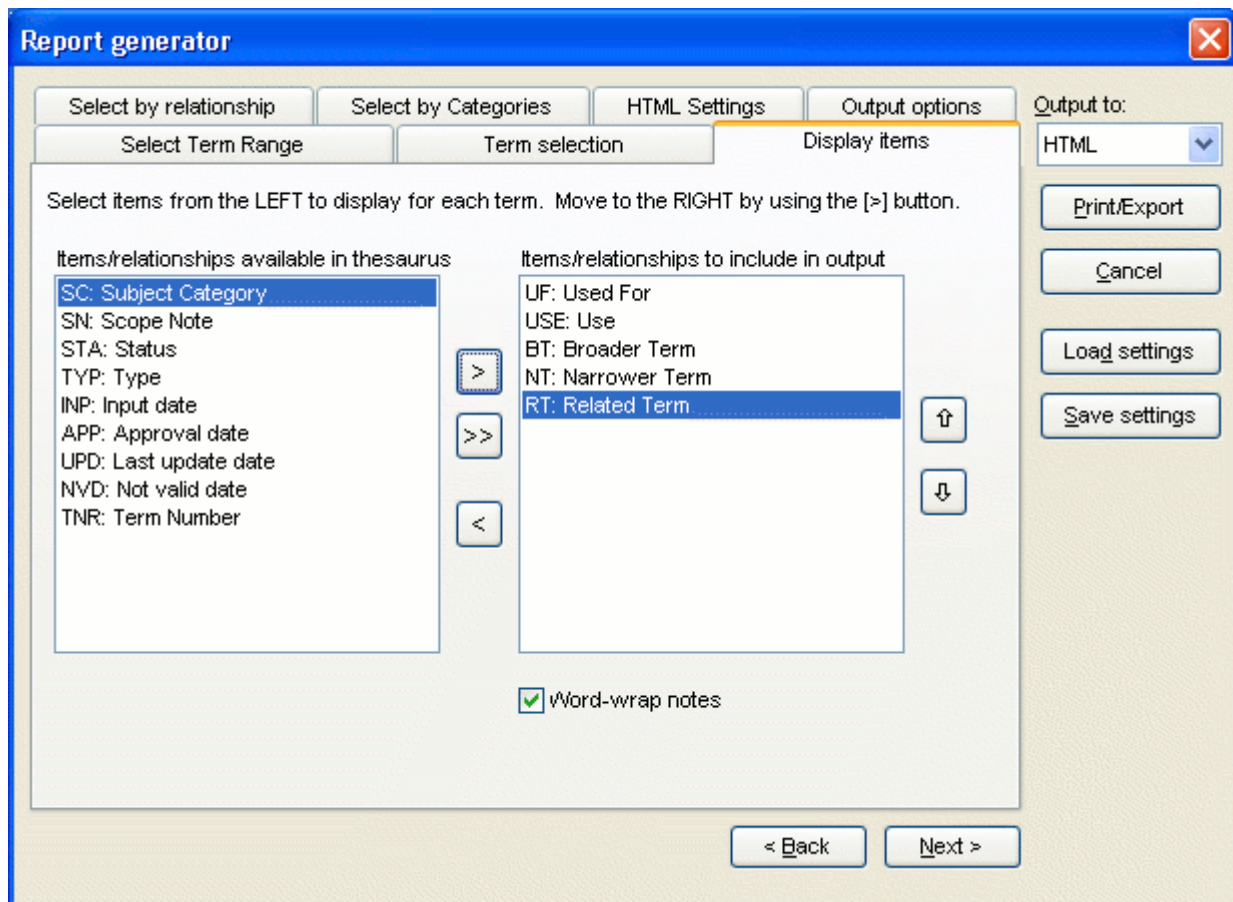 Report generator
Select by relationship
Select by Categories
HTML Settings
Output options
Select Term Range
Term selection
Display items
Output to:
HTML
Print/Export
Cancel
Load settings
Save settings
Select items from the LEFT to display for each term. Move to the RIGHT by using the [>] button.
Items/relationships available in thesaurus
SC: Subject Category
SN: Scope Note
STA: Status
TYP: Type
INP: Input date
APP: Approval date
UPD: Last update date
NVD: Not valid date
TNR: Term Number
>
>>
<
Items/relationships to include in output
UF: Used For
USE: Use
BT: Broader Term
NT: Narrower Term
RT: Related Term
Word-wrap notes
< Back
Next >